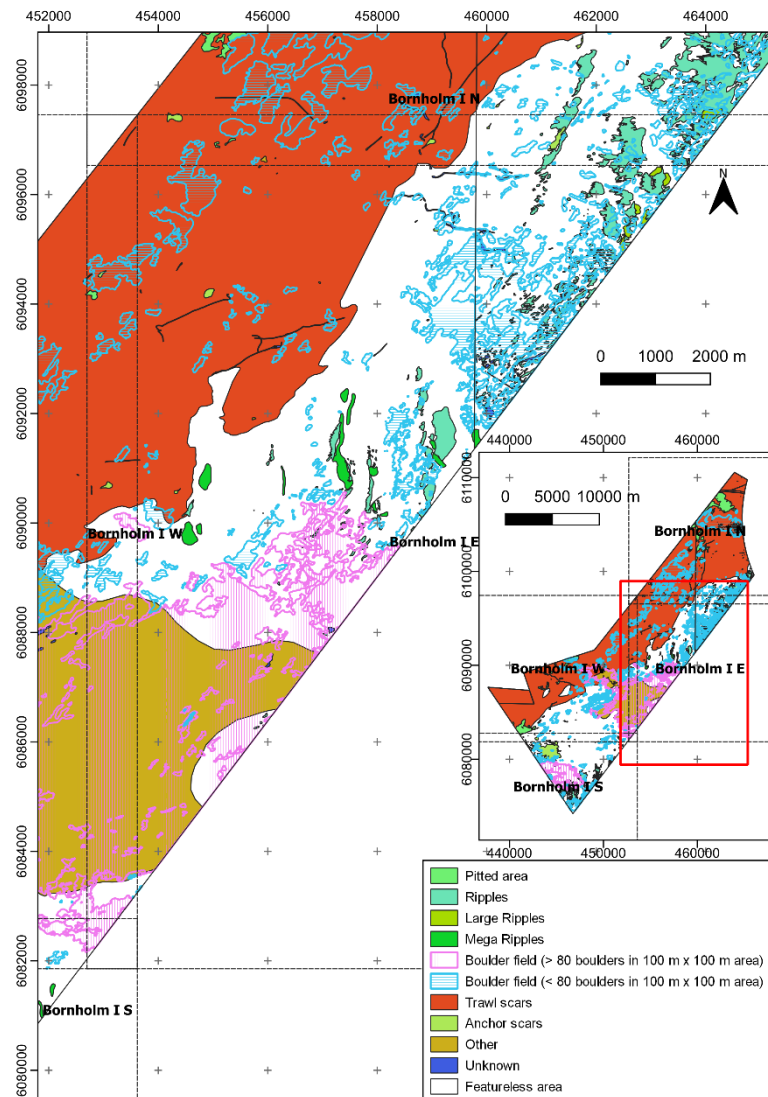 452000 454000 456000 458000 460000 462000 464000
6098000
6096000
6094000
6092000
6090000
6088000
6086000
6084000
6082000
6080000
Bornholm I N
N
0 1000 2000 m
Bornholm I W
Bornholm I E
Bornholm I S
440000 450000 460000
6110000
6100000
6090000
6080000
0 5000 10000 m
Bornholm I N
Bornholm I W
Bornholm I E
Bornholm I S
440000 450000 460000
Pitted area
Ripples
Large Ripples
Mega Ripples
Boulder field (> 80 boulders in 100 m x 100 m area)
Boulder field (< 80 boulders in 100 m x 100 m area)
Trawl scars
Anchor scars
Other
Unknown
Featureless area